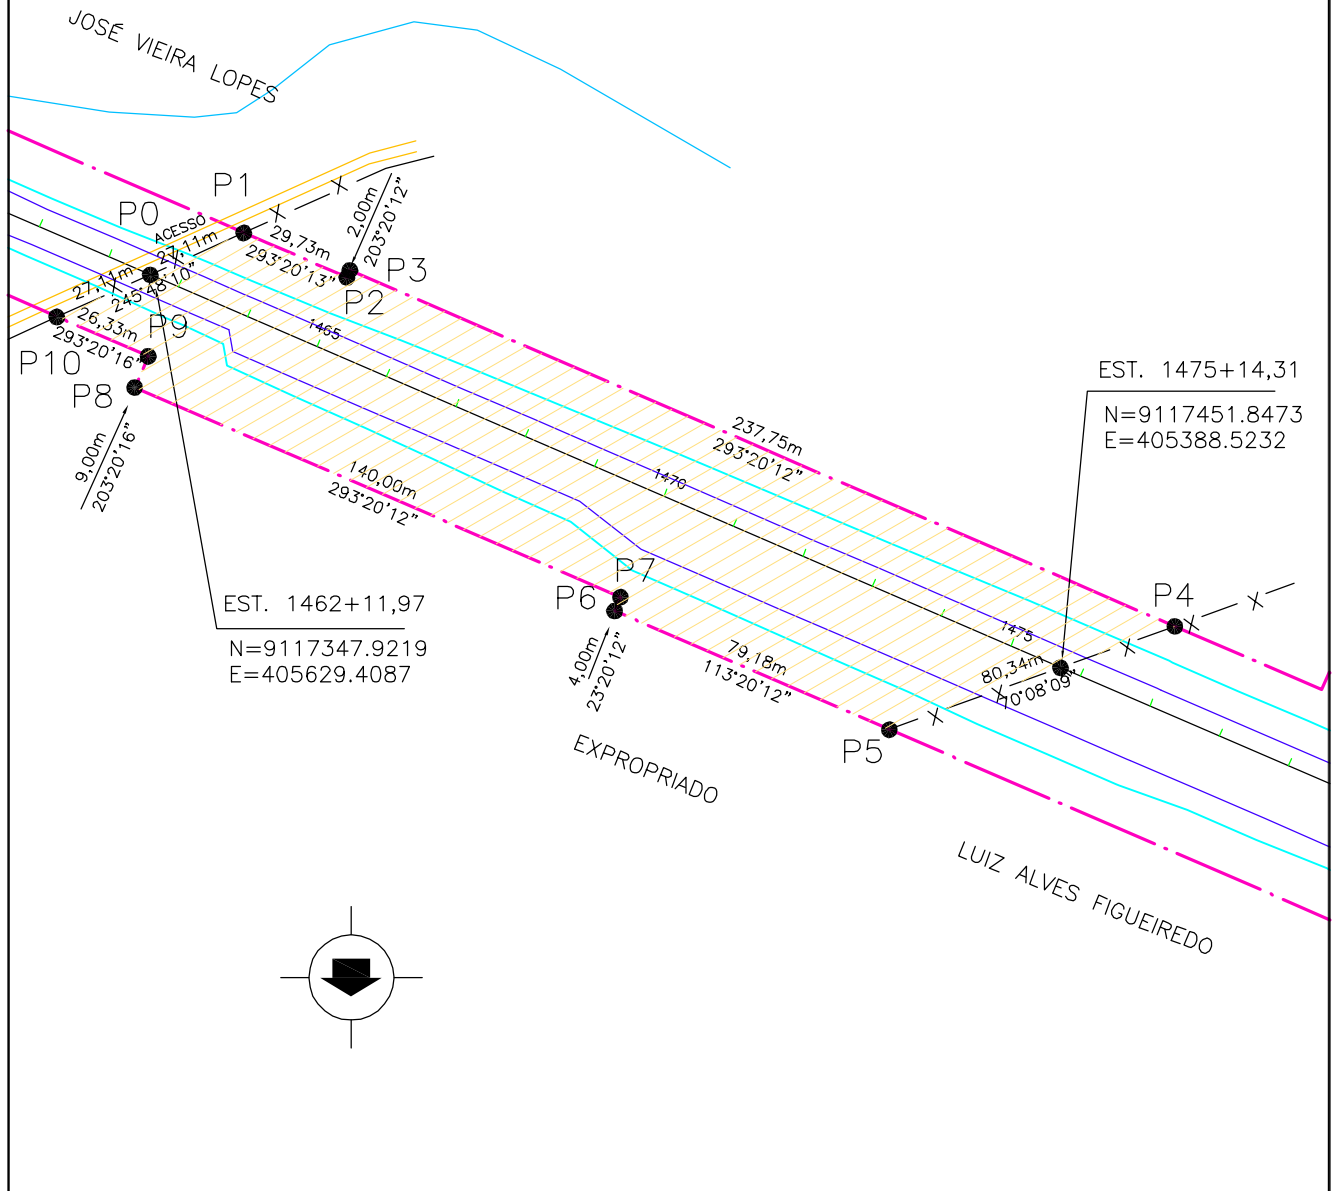 JOSÉ VIEIRA LOPES
P1
P0
ACESSO
27,11m
27,11m
245°48'10"
29,73m
293°20'13"
2,00m
203°20'12"
P3
P2
P9
26,33m
293°20'16"
P10
P8
9,00m
203°20'16"
1465
1470
1475
237,75m
293°20'12"
140,00m
293°20'12"
EST. 1475+14,31
N=9117451.8473
E=405388.5232
EST. 1462+11,97
N=9117347.9219
E=405629.4087
P7
P6
4,00m
23°20'12"
79,18m
113°20'12"
P4
80,34m
10°08'09"
P5
EXPROPRIADO
LUIZ ALVES FIGUEIREDO